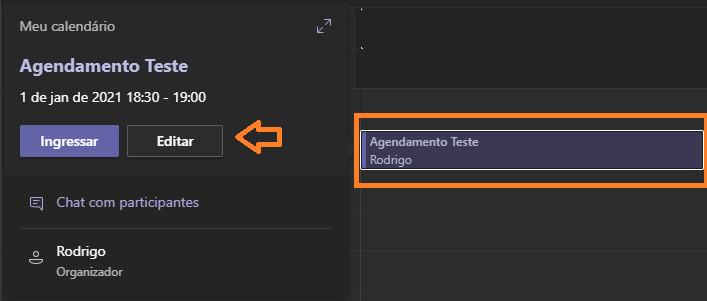 Meu calendário
Agendamento Teste
1 de jan de 2021 18:30 - 19:00
Ingressar
Editar
Chat com participantes
Rodrigo
Organizador
Agendamento Teste
Rodrigo